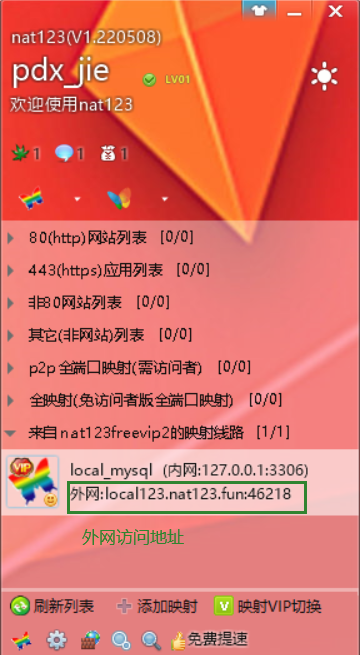 nat123(V1.220508)
pdx_jie LV01
欢迎使用nat123
1 1 1
80(http)网站列表 [0/0]
443(https)应用列表 [0/0]
非80网站列表 [0/0]
其它(非网站)列表 [0/0]
p2p全端口映射(需访问者) [0/0]
全映射(免访问者版全端口映射) [0/0]
来自nat123freevip2的映射线路 [1/1]
VIP
local_mysql (内网:127.0.0.1:3306)
外网:local123.nat123.fun:46218
外网访问地址
刷新列表 添加映射 V 映射VIP切换
免费提速